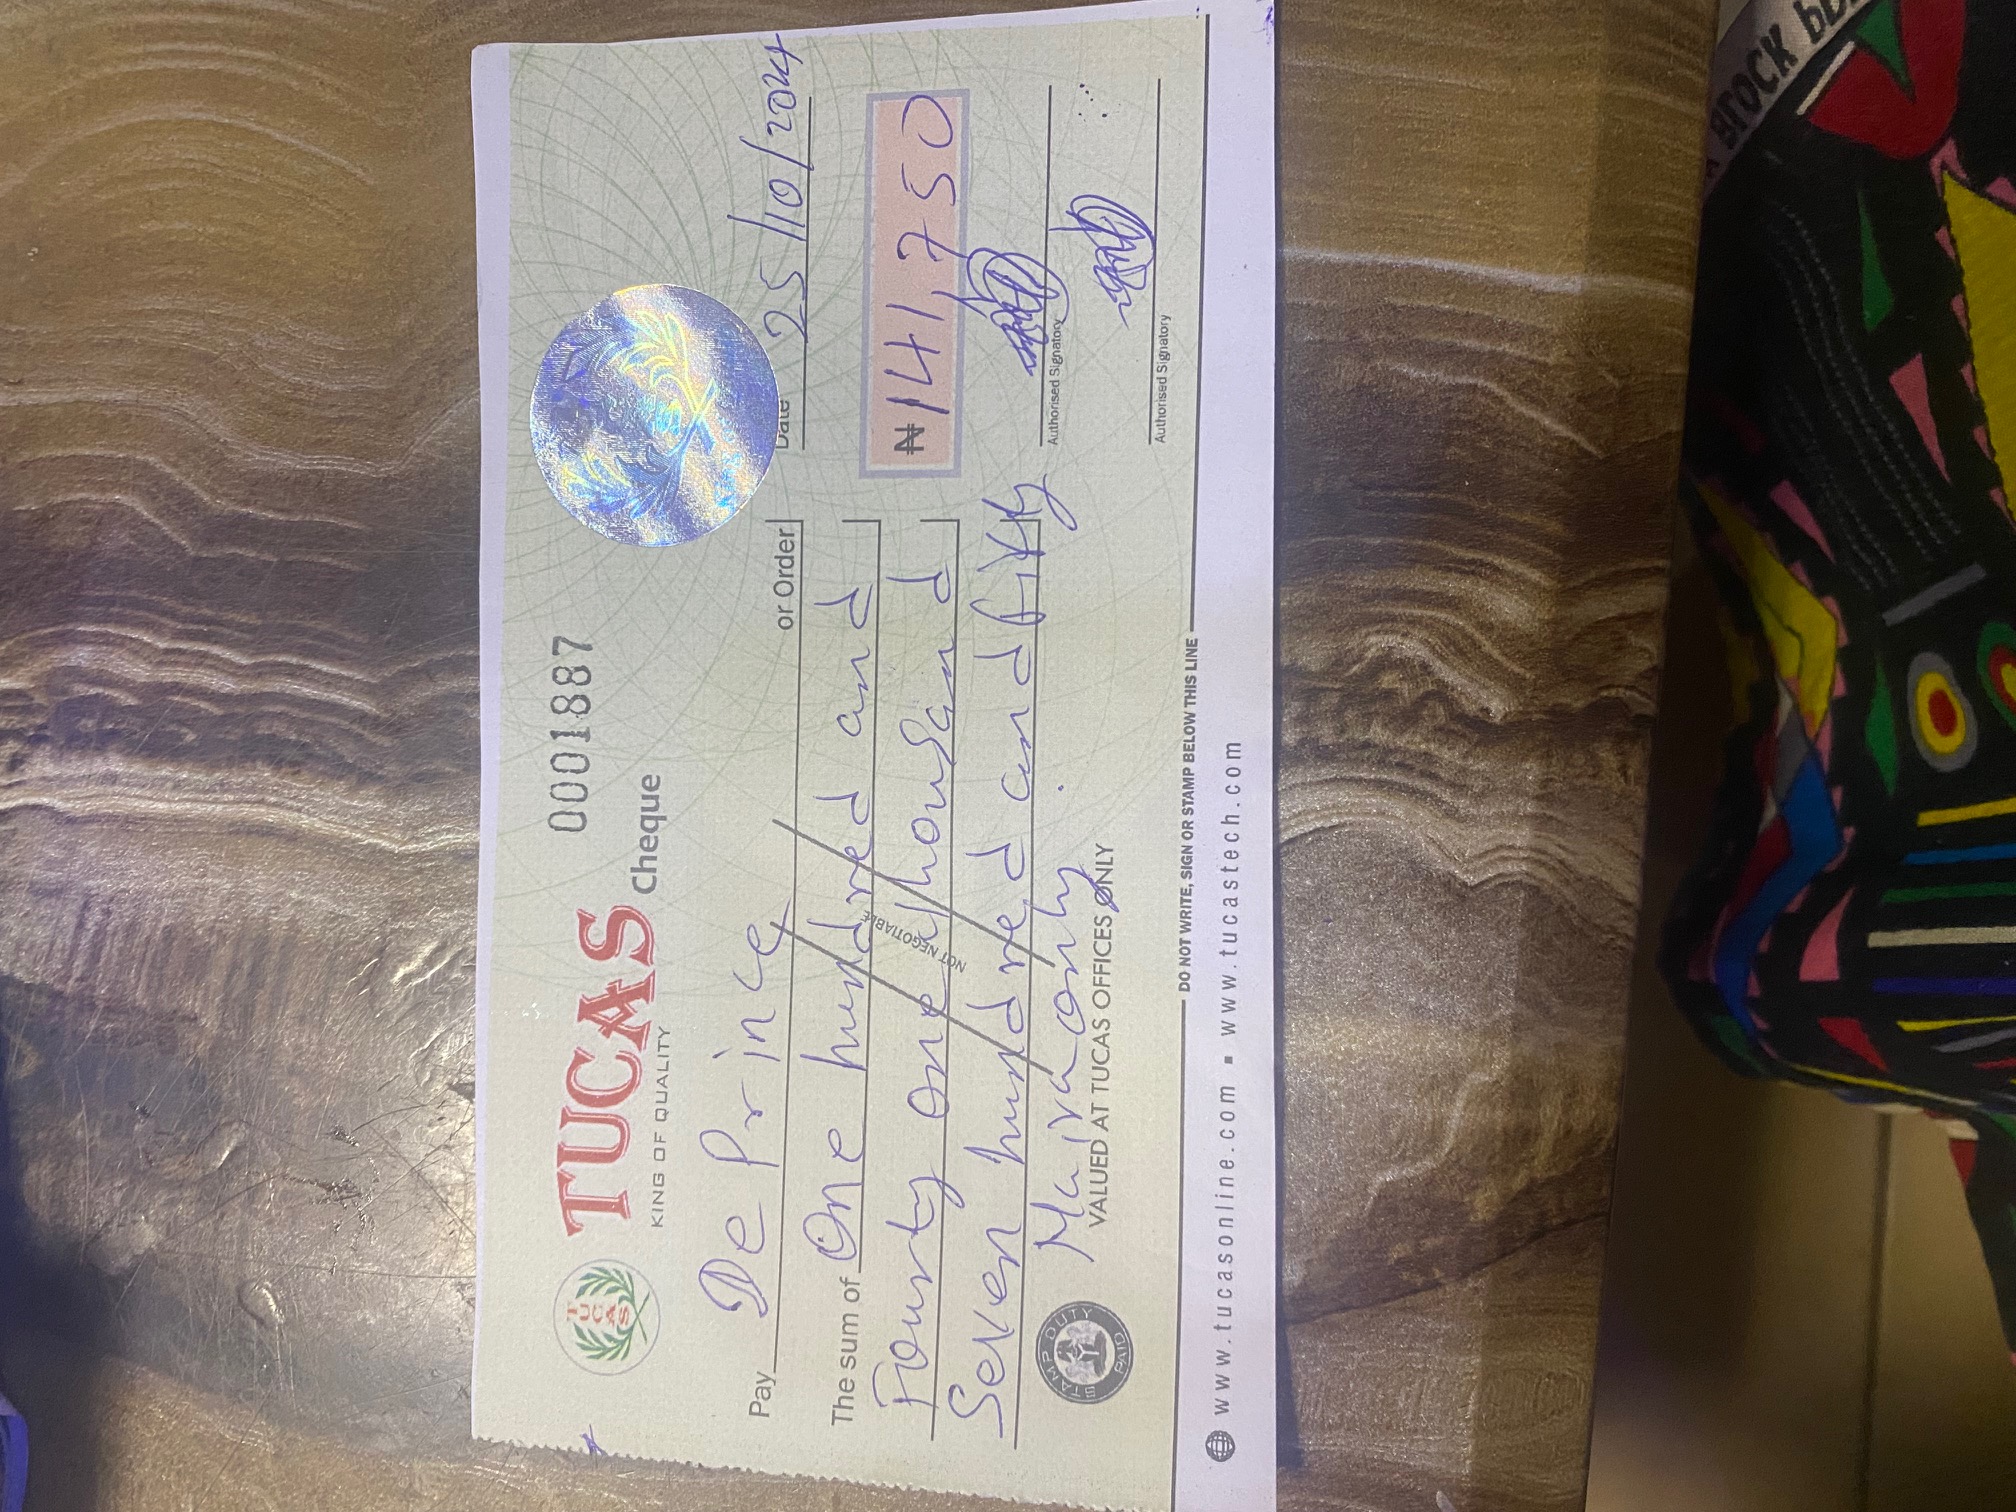 TUCAS
TUCAS 0001887
KING OF QUALITY Cheque
Date 25/10/2024
Pay De Prince or Order
The sum of One hundred and
₦ 141,750
Fourty one thousand
NOT NEGOTIABLE
Seven hundred and fifty
Authorised Signatory
Naira only.
VALUED AT TUCAS OFFICES ONLY
Authorised Signatory
STAMP DUTY PAID
DO NOT WRITE, SIGN OR STAMP BELOW THIS LINE
www.tucasonline.com ▪ www.tucastech.com